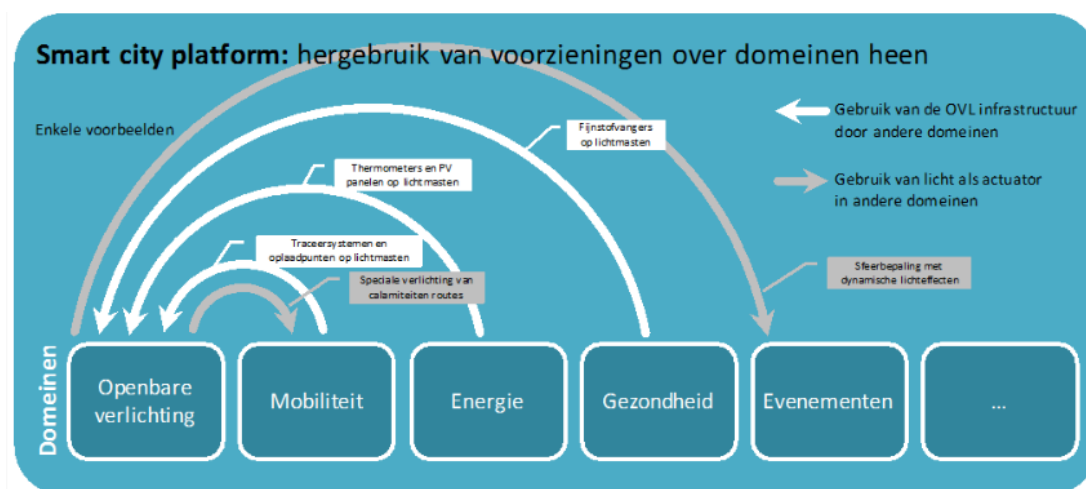 Smart city platform: hergebruik van voorzieningen over domeinen heen
Enkele voorbeelden
Gebruik van de OVL infrastructuur
door andere domeinen
Gebruik van licht als actuator
in andere domeinen
Fijnstofvangers
op lichtmasten
Thermometers en PV
panelen op lichtmasten
Traceersystemen en
oplaadpunten op lichtmasten
Speciale verlichting van
calamiteiten routes
Sfeerbepaling met
dynamische lichteffecten
Domeinen
Openbare
verlichting
Mobiliteit
Energie
Gezondheid
Evenementen
...